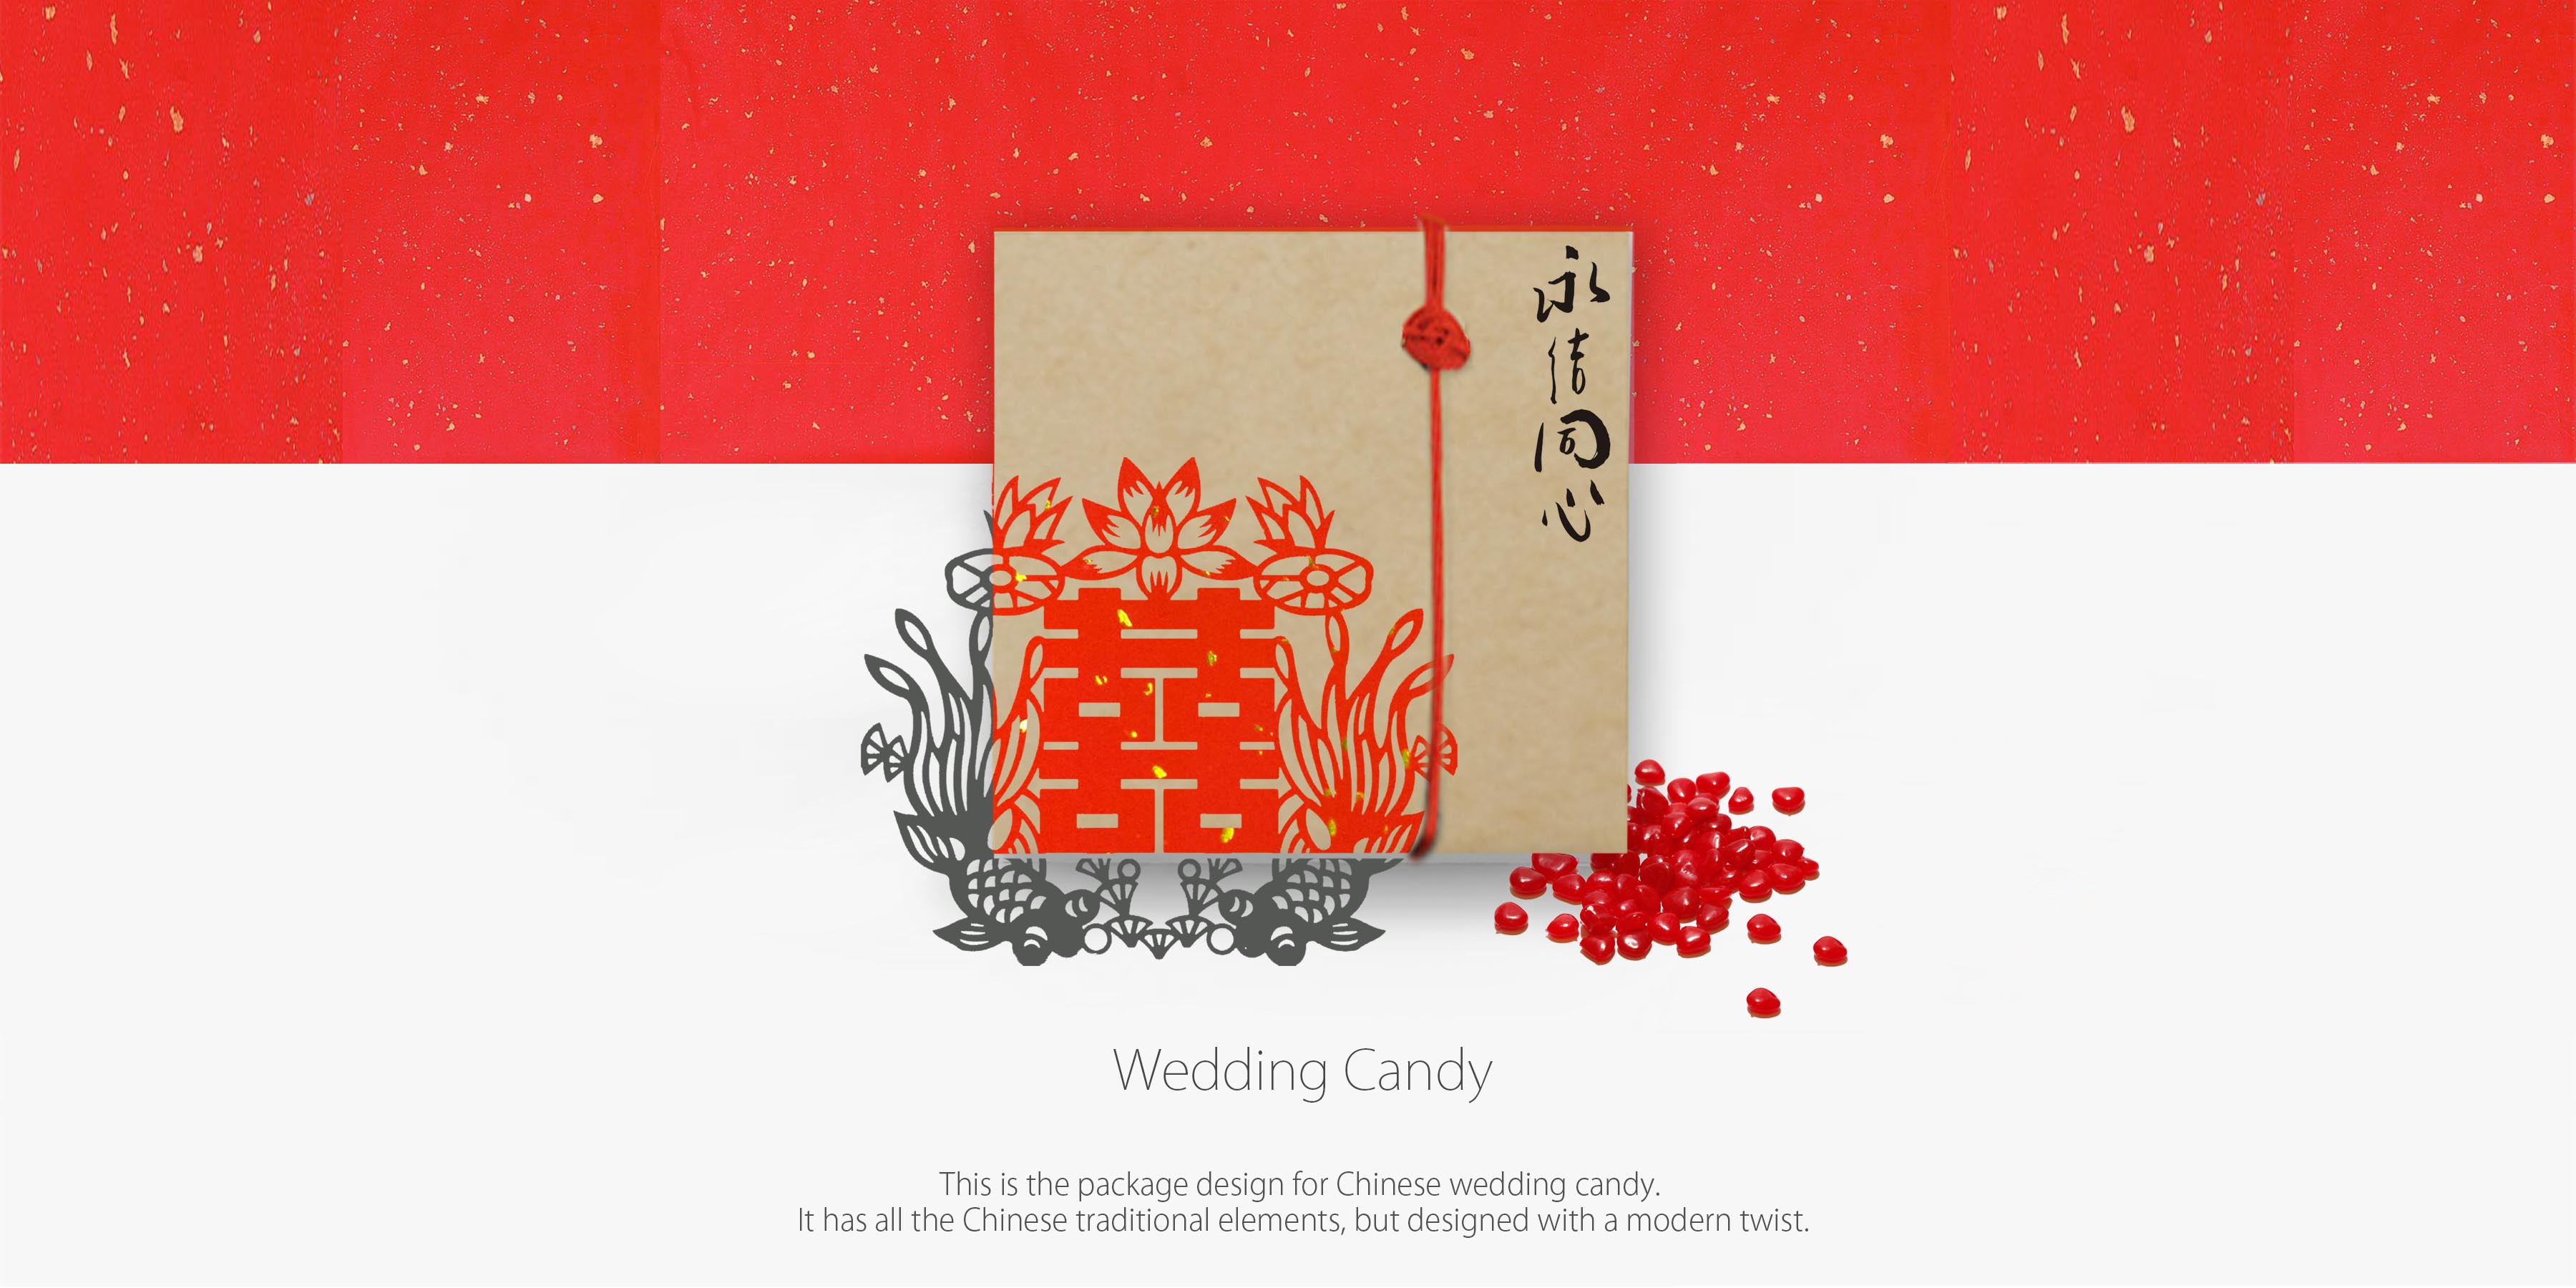 永结同心
囍
Wedding Candy
This is the package design for Chinese wedding candy.
It has all the Chinese traditional elements, but designed with a modern twist.